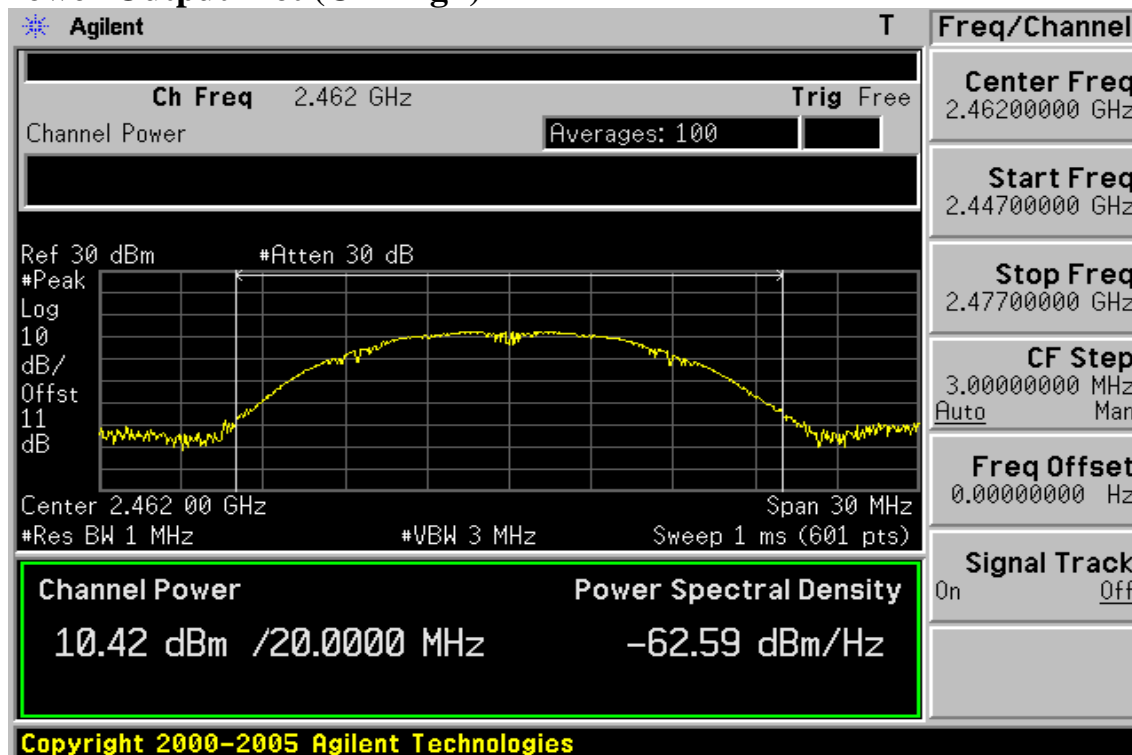 Agilent T Freq/Channel
Ch Freq 2.462 GHz Trig Free
Channel Power Averages: 100
Center Freq
2.46200000 GHz
Start Freq
2.44700000 GHz
Stop Freq
2.47700000 GHz
CF Step
3.00000000 MHz
Auto Man
Freq Offset
0.00000000 Hz
Signal Track
On Off
Ref 30 dBm #Atten 30 dB
#Peak
Log
10
dB/
Offst
11
dB
Center 2.462 00 GHz Span 30 MHz
#Res BW 1 MHz #VBW 3 MHz Sweep 1 ms (601 pts)
Channel Power Power Spectral Density
10.42 dBm /20.0000 MHz -62.59 dBm/Hz
Copyright 2000-2005 Agilent Technologies